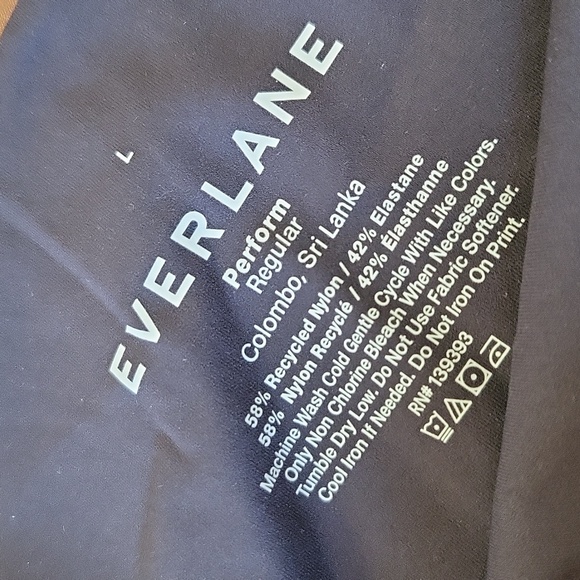 L
EVERLANE
Perform
Regular
Colombo, Sri Lanka
58% Recycled Nylon / 42% Elastane
58% Nylon Recyclé / 42% Élasthanne
Machine Wash Cold Gentle Cycle With Like Colors.
Only Non Chlorine Bleach When Necessary.
Tumble Dry Low. Do Not Use Fabric Softener.
Cool Iron If Needed. Do Not Iron On Print.
RN# 139393